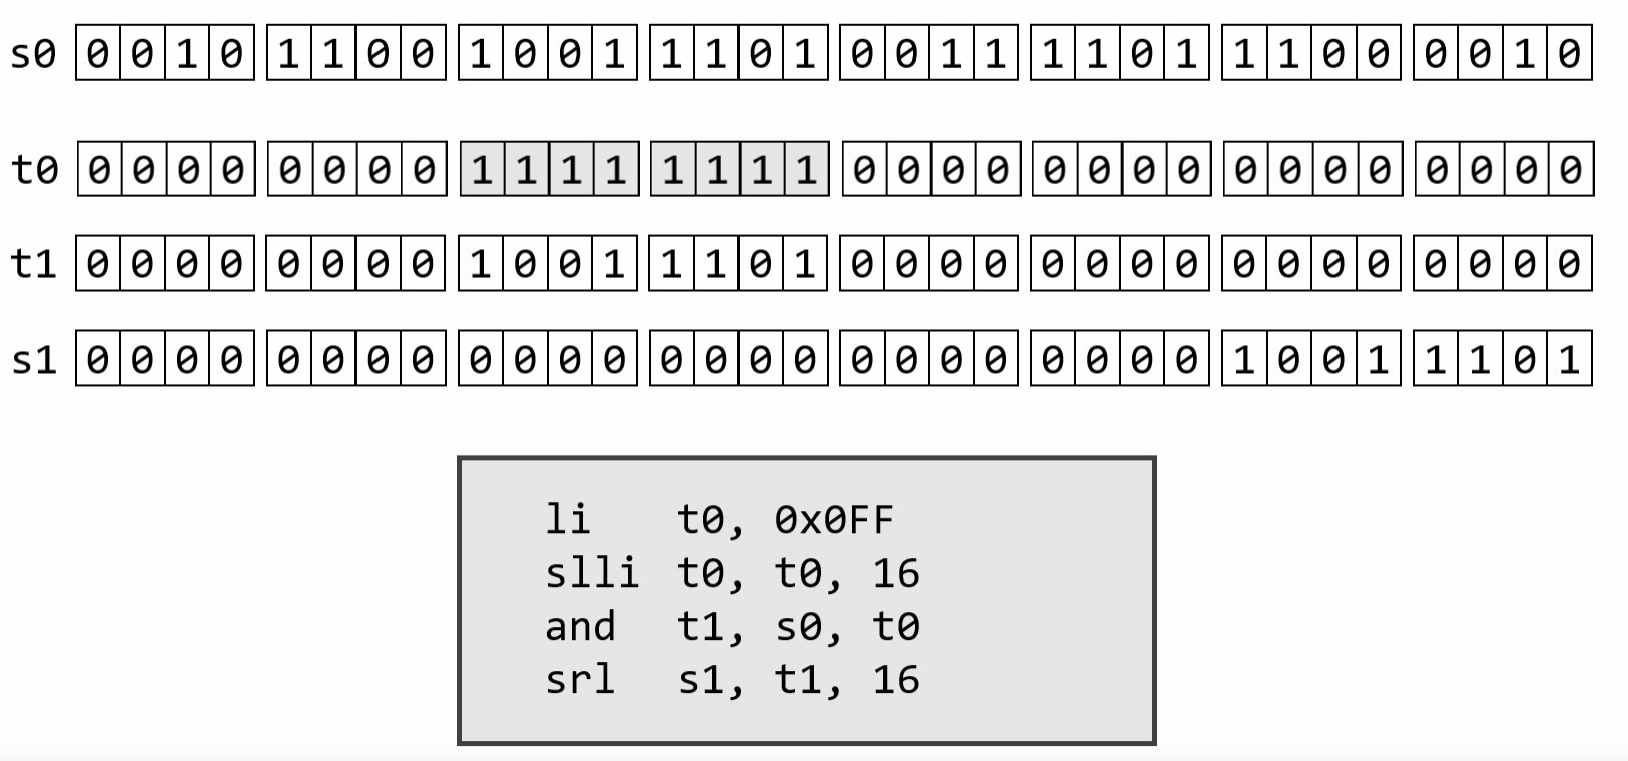 s0 0010 1100 1001 1101 0011 1101 1100 0010
t0 0000 0000 1111 1111 0000 0000 0000 0000
t1 0000 0000 1001 1101 0000 0000 0000 0000
s1 0000 0000 0000 0000 0000 0000 1001 1101
li t0, 0x0FF
slli t0, t0, 16
and t1, s0, t0
srl s1, t1, 16